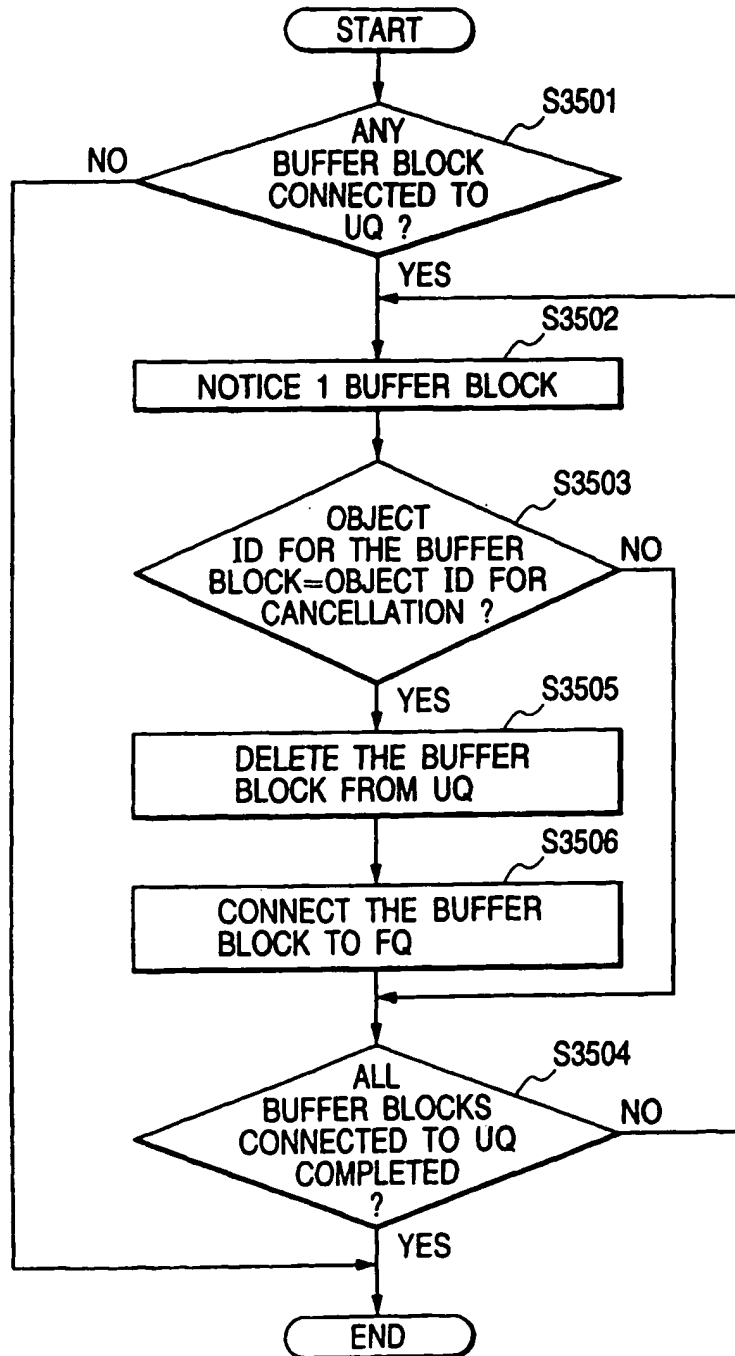 START
S3501
ANY
BUFFER BLOCK
CONNECTED TO
UQ ?
NO
YES
S3502
NOTICE 1 BUFFER BLOCK
S3503
OBJECT
ID FOR THE BUFFER
BLOCK=OBJECT ID FOR
CANCELLATION ?
NO
YES
S3505
DELETE THE BUFFER
BLOCK FROM UQ
S3506
CONNECT THE BUFFER
BLOCK TO FQ
S3504
ALL
BUFFER BLOCKS
CONNECTED TO UQ
COMPLETED
?
NO
YES
END